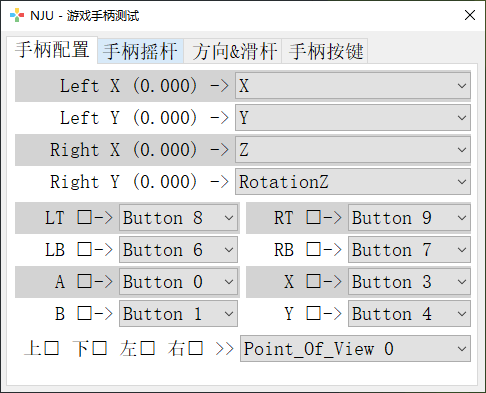 NJU - 游戏手柄测试
手柄配置 手柄摇杆 方向&滑杆 手柄按键
Left X (0.000) -> X
Left Y (0.000) -> Y
Right X (0.000) -> Z
Right Y (0.000) -> RotationZ
LT □-> Button 8 RT □-> Button 9
LB □-> Button 6 RB □-> Button 7
A □-> Button 0 X □-> Button 3
B □-> Button 1 Y □-> Button 4
上□ 下□ 左□ 右□ >> Point_Of_View 0